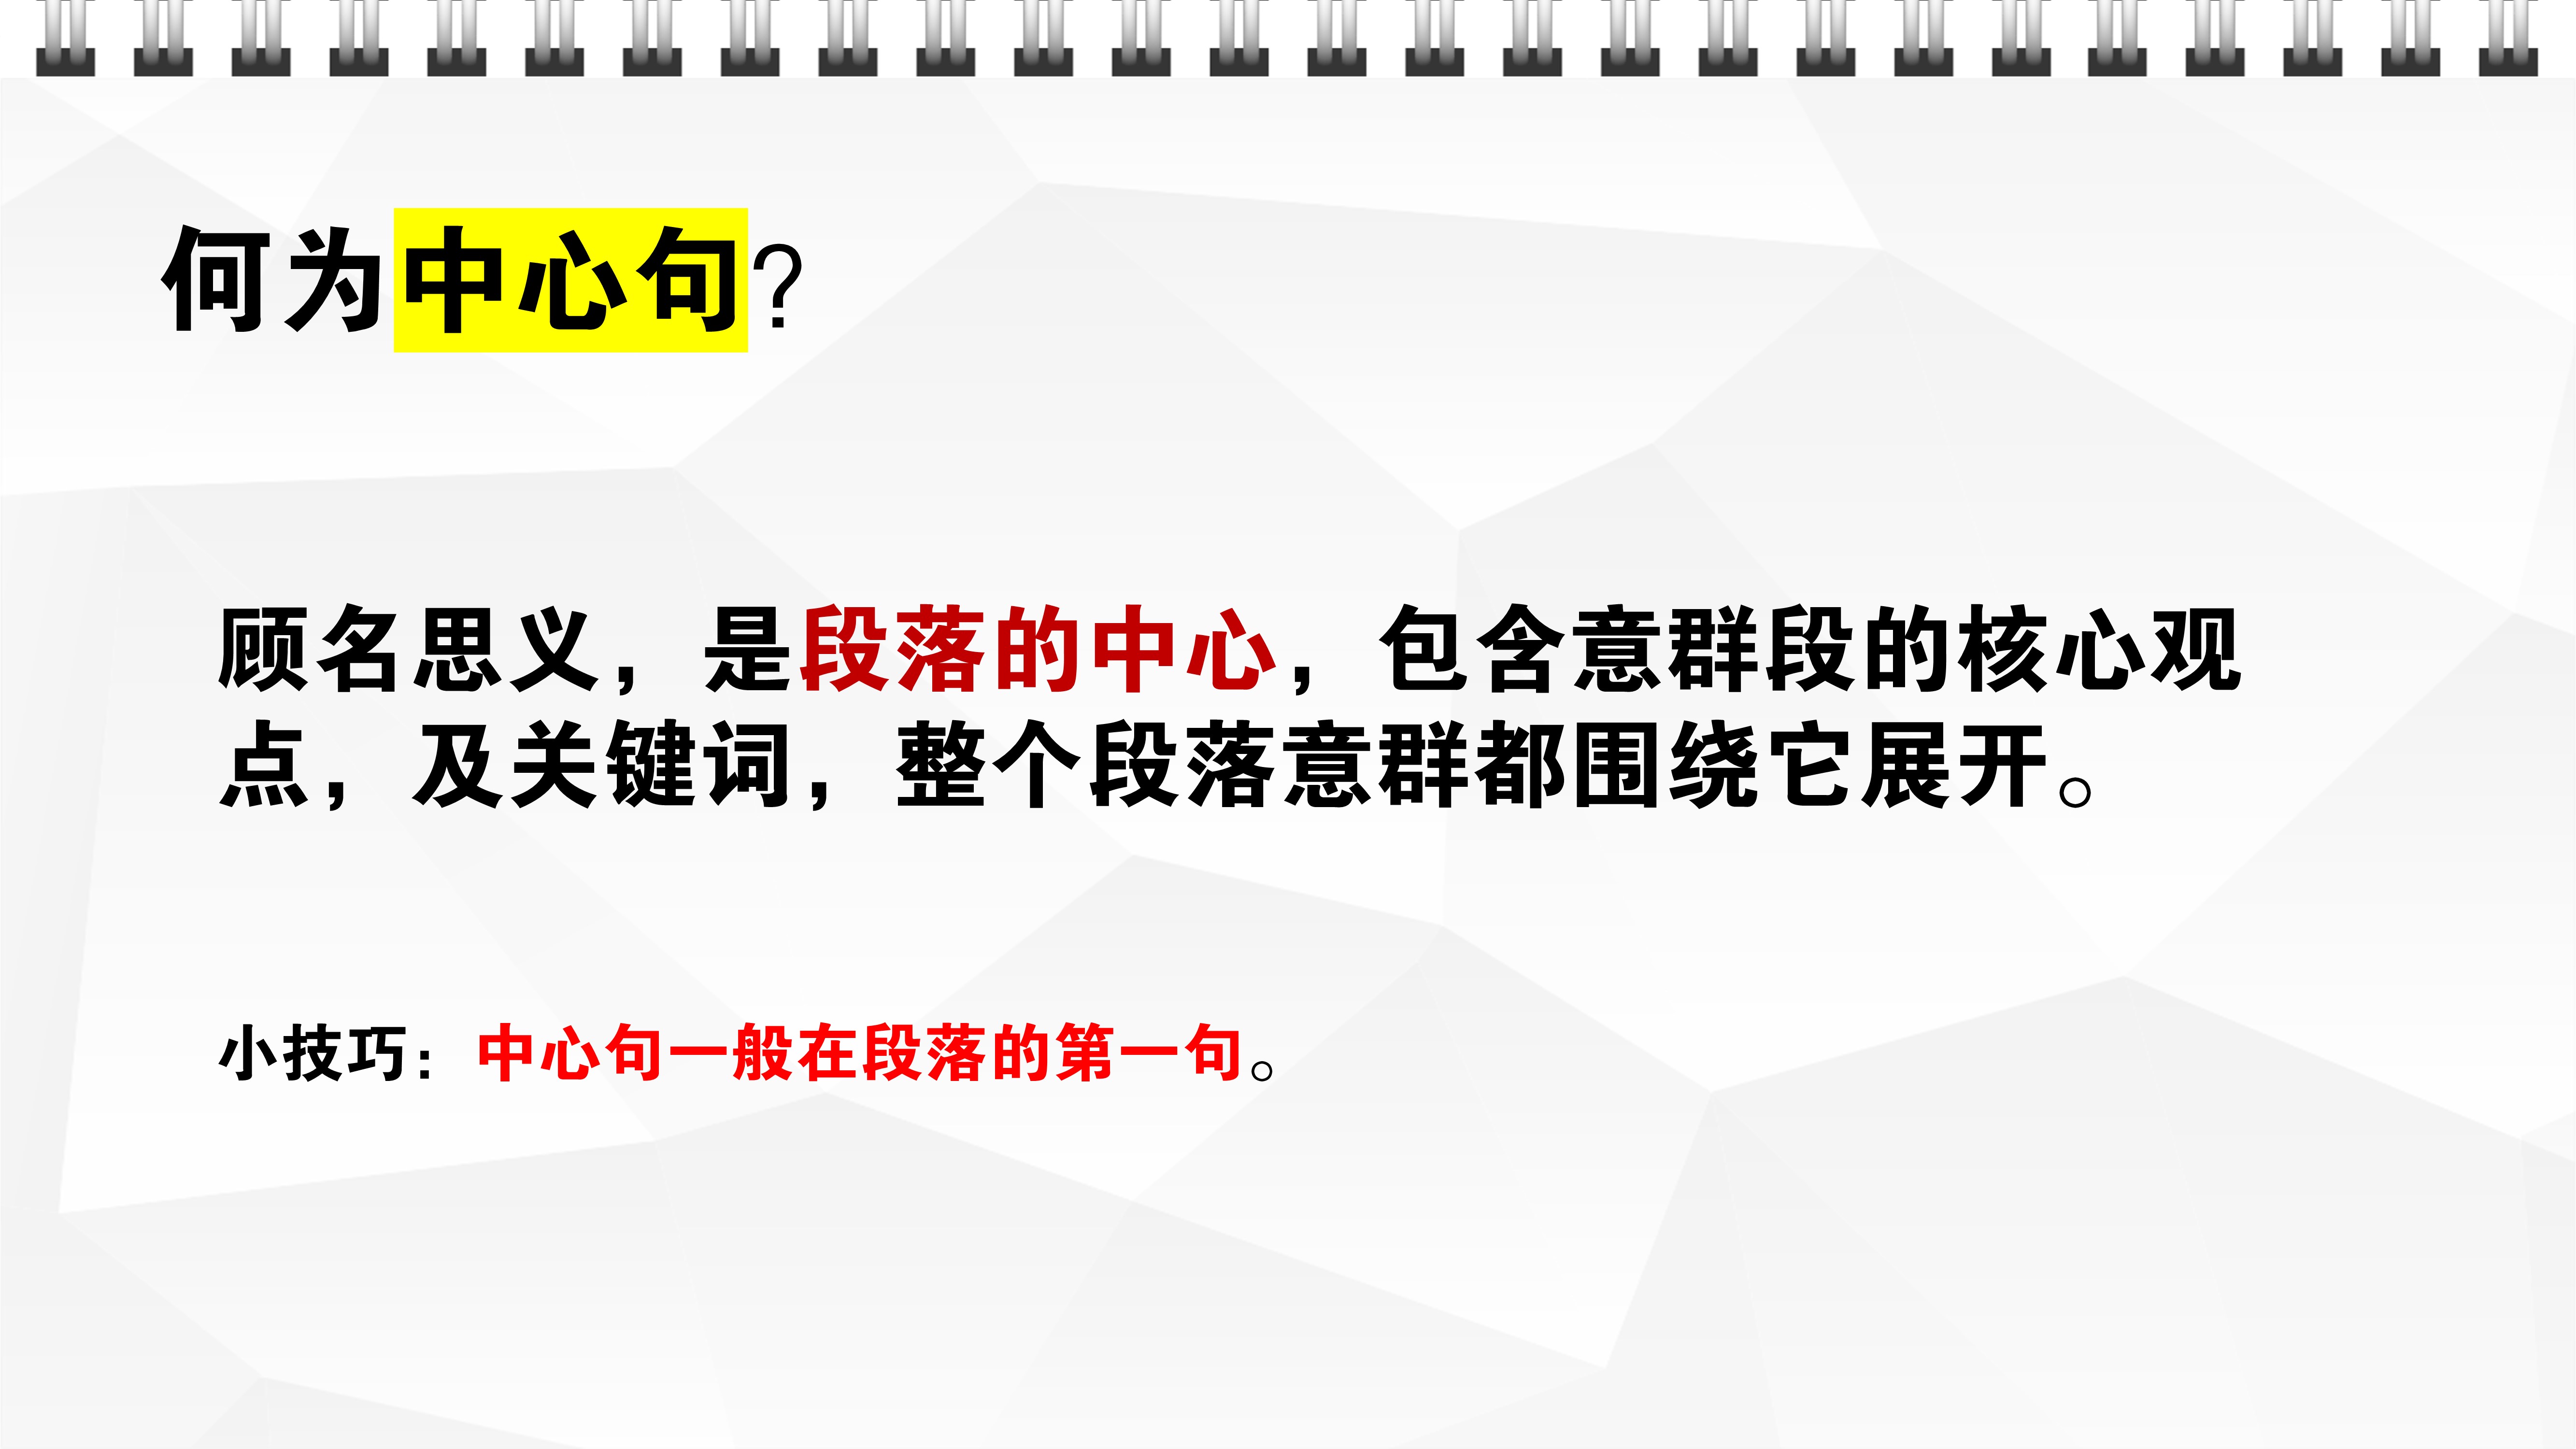 何为中心句?
顾名思义，是段落的中心，包含意群段的核心观
点，及关键词，整个段落意群都围绕它展开。
小技巧：中心句一般在段落的第一句。